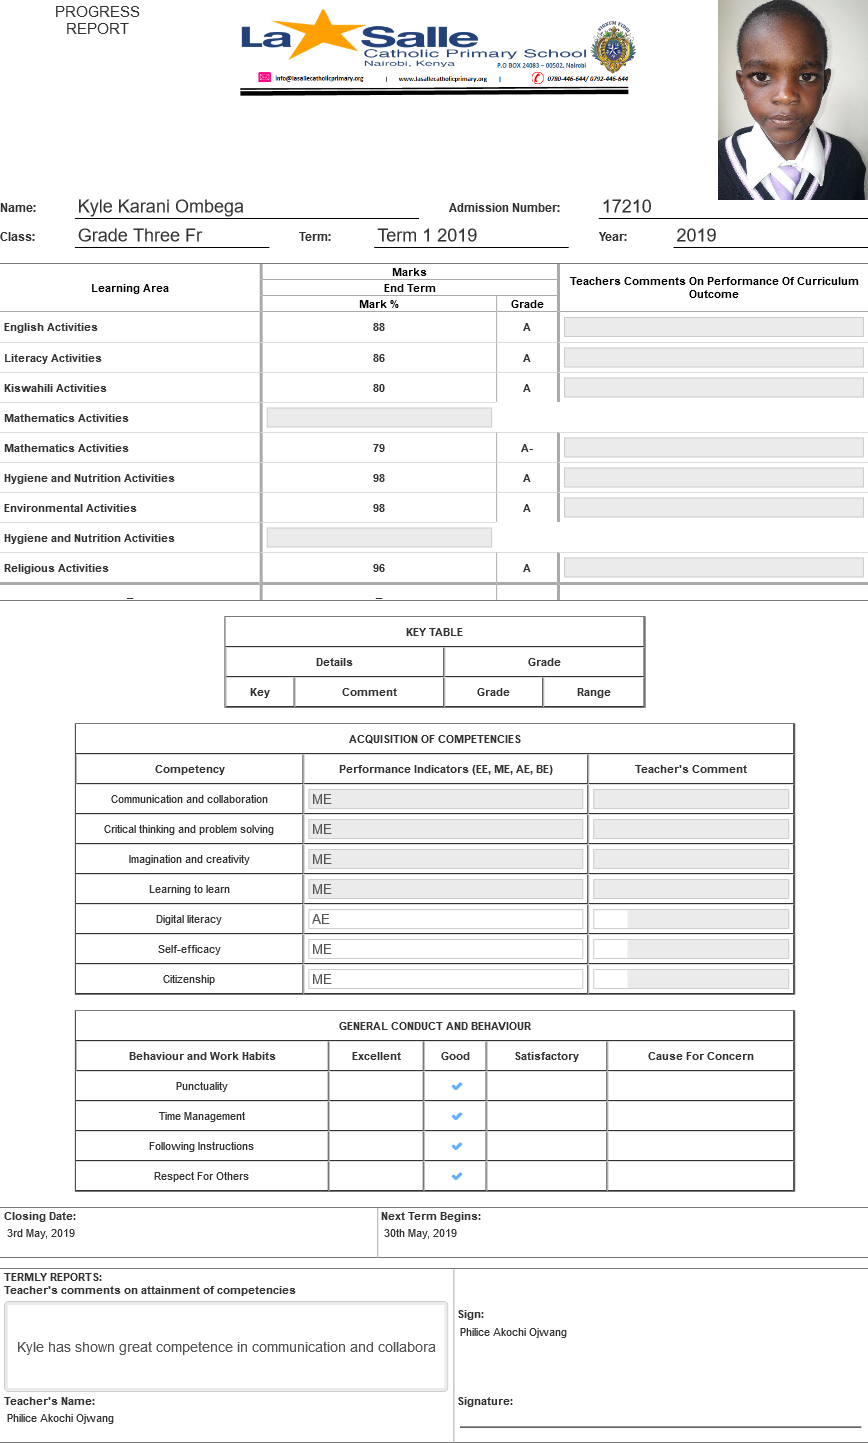 PROGRESS
REPORT
La Salle
Catholic Primary School
Nairobi, Kenya
P.O BOX 24083 – 00502, Nairobi
info@lasallecatholicprimary.org | www.lasallecatholicprimary.org | 0780-446-644/ 0792-446-644
Name: Kyle Karani Ombega Admission Number: 17210
Class: Grade Three Fr Term: Term 1 2019 Year: 2019
Learning Area Marks Teachers Comments On Performance Of Curriculum Outcome
End Term
Mark % Grade
English Activities 88 A
Literacy Activities 86 A
Kiswahili Activities 80 A
Mathematics Activities
Mathematics Activities 79 A-
Hygiene and Nutrition Activities 98 A
Environmental Activities 98 A
Hygiene and Nutrition Activities
Religious Activities 96 A
_ _
KEY TABLE
Details Grade
Key Comment Grade Range
ACQUISITION OF COMPETENCIES
Competency Performance Indicators (EE, ME, AE, BE) Teacher's Comment
Communication and collaboration ME
Critical thinking and problem solving ME
Imagination and creativity ME
Learning to learn ME
Digital literacy AE
Self-efficacy ME
Citizenship ME
GENERAL CONDUCT AND BEHAVIOUR
Behaviour and Work Habits Excellent Good Satisfactory Cause For Concern
Punctuality
Time Management
Following Instructions
Respect For Others
Closing Date: Next Term Begins:
3rd May, 2019 30th May, 2019
TERMLY REPORTS:
Teacher's comments on attainment of competencies
Kyle has shown great competence in communication and collabora
Sign:
Philice Akochi Ojwang
Teacher's Name: Signature:
Philice Akochi Ojwang